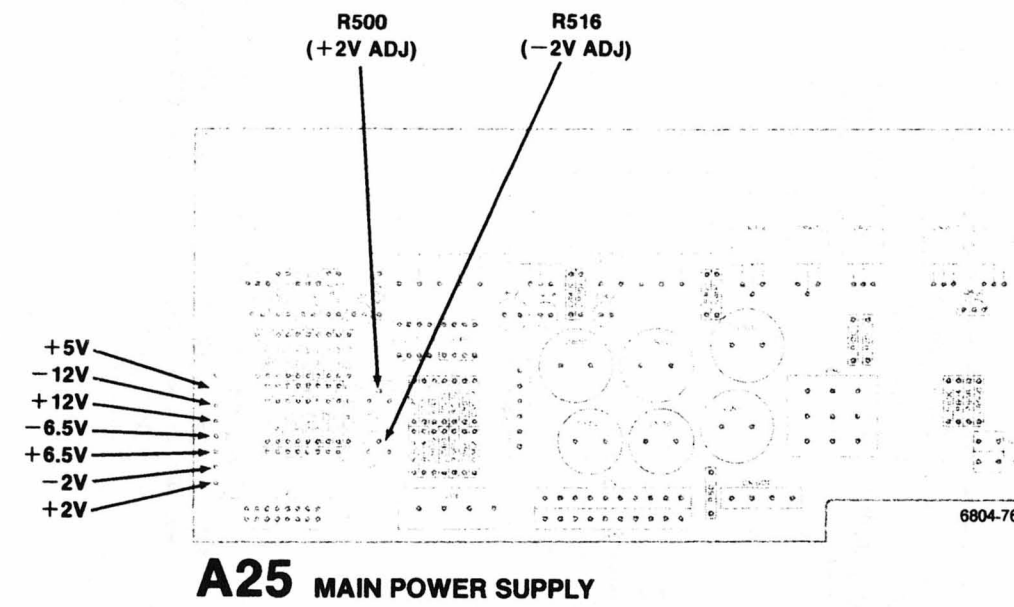 R500
(+2V ADJ)
R516
(−2V ADJ)
+5V
−12V
+12V
−6.5V
+6.5V
−2V
+2V
6804-76
A25 MAIN POWER SUPPLY